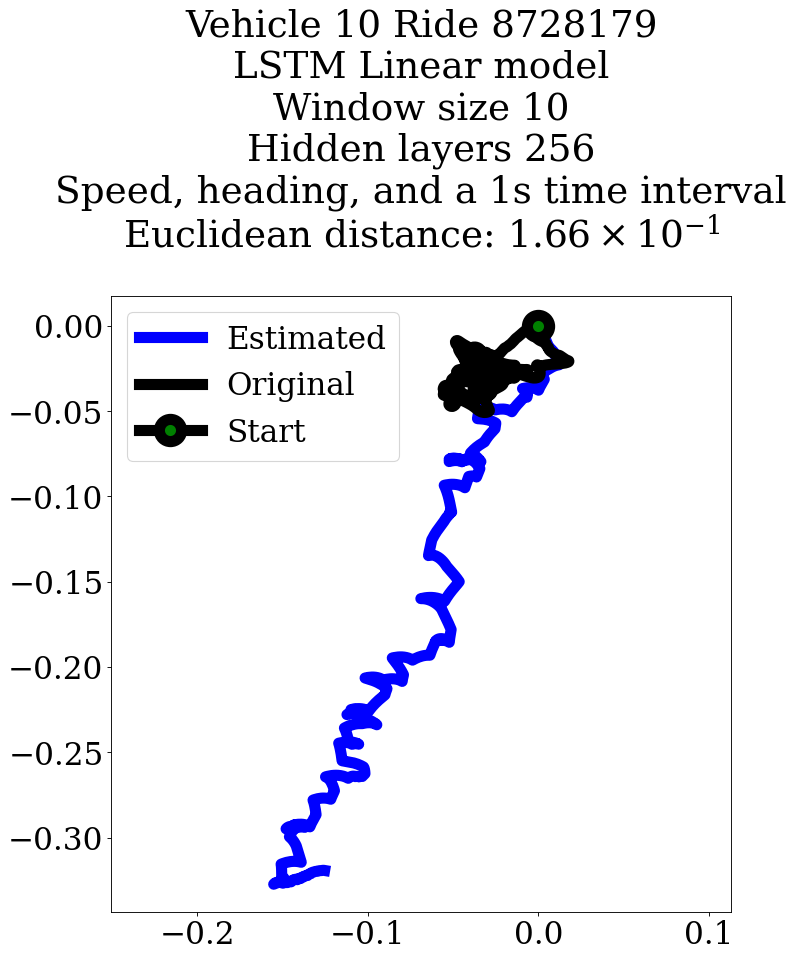 Vehicle 10 Ride 8728179
LSTM Linear model
Window size 10
Hidden layers 256
Speed, heading, and a 1s time interval
Euclidean distance: 1.66 × 10⁻¹
Estimated
Original
Start
0.00
−0.05
−0.10
−0.15
−0.20
−0.25
−0.30
−0.2 −0.1 0.0 0.1